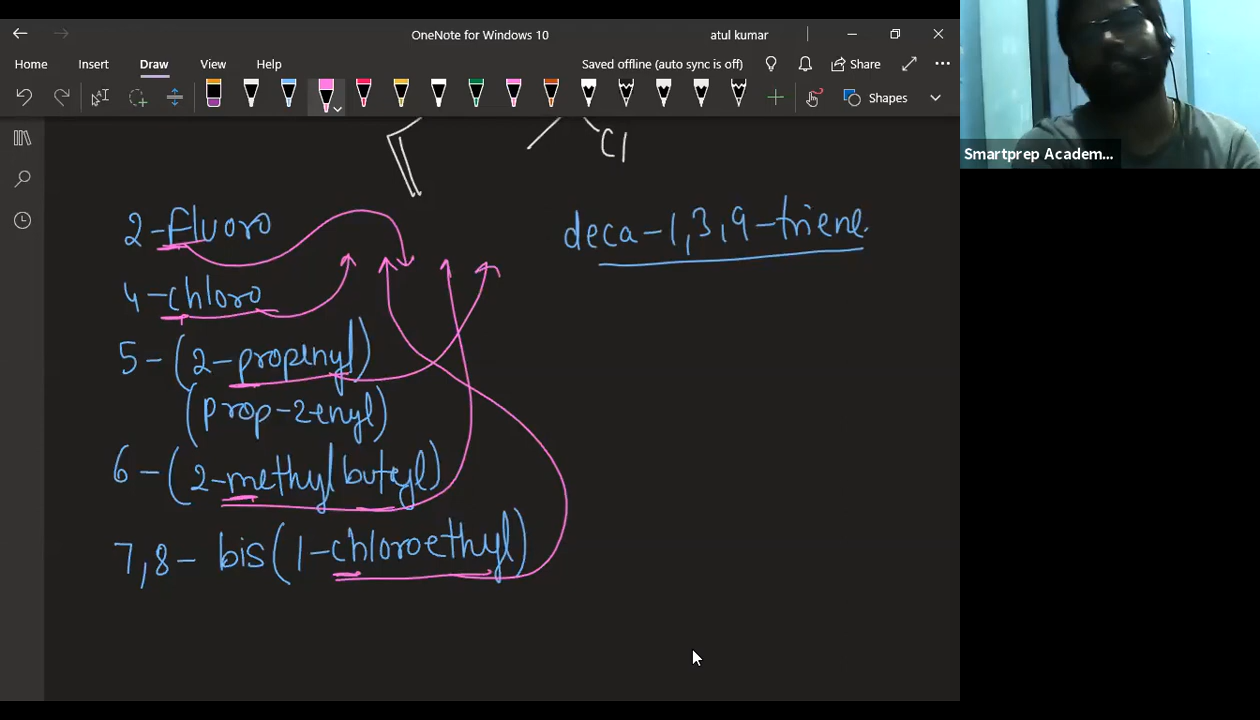 OneNote for Windows 10
atul kumar
Home Insert Draw View Help
Saved offline (auto sync is off)
Share
Shapes
Smartprep Academ...
Cl
2-fluoro
deca-1,3,9-triene.
4-chloro
5-(2-propenyl)
(prop-2enyl)
6-(2-methylbutyl)
7,8-bis(1-chloroethyl)